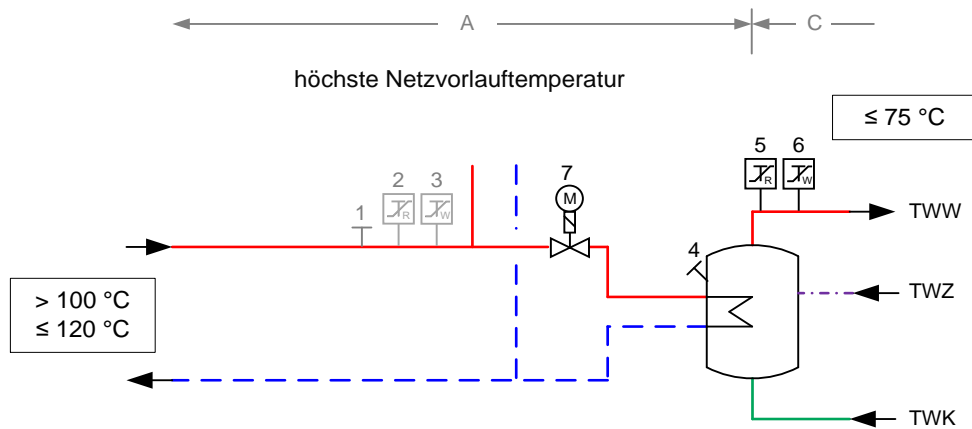 A
C
höchste Netzvorlauftemperatur
≤ 75 °C
5 6
R W
7
M
2 3
R W
1
TWW
4
> 100 °C
≤ 120 °C
TWZ
TWK